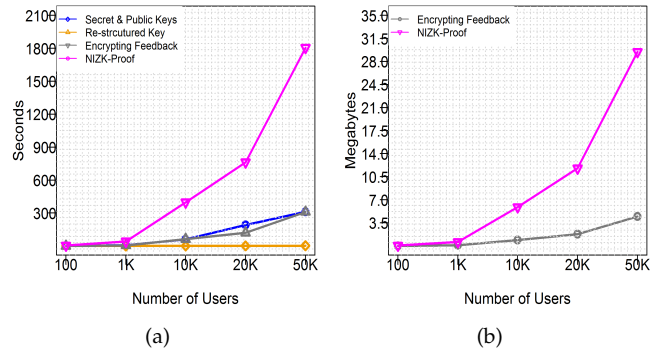 2100
1800
1500
1200
900
600
300
Seconds
Secret & Public Keys
Re-strcutured Key
Encrypting Feedback
NIZK-Proof
100 1K 10K 20K 50K
Number of Users
(a)
35.0
31.5
28.0
24.5
21.0
17.5
14.0
10.5
7.0
3.5
Megabytes
Encrypting Feedback
NIZK-Proof
100 1K 10K 20K 50K
Number of Users
(b)